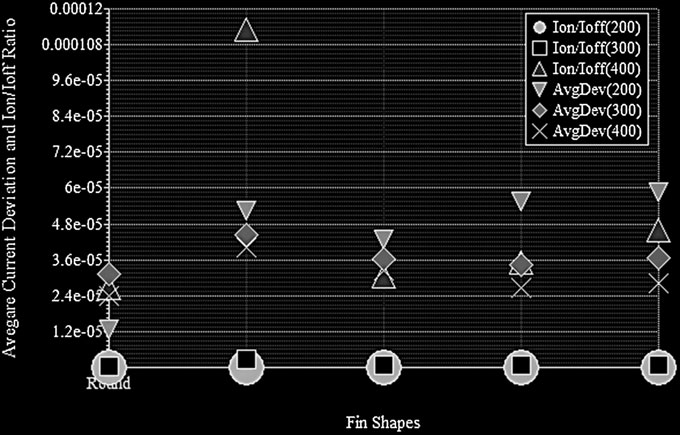 Avegare Current Deviation and Ion/Ioff Ratio
0.00012
0.000108
9.6e-05
8.4e-05
7.2e-05
6e-05
4.8e-05
3.6e-05
2.4e-05
1.2e-05
Ion/Ioff(200)
Ion/Ioff(300)
Ion/Ioff(400)
AvgDev(200)
AvgDev(300)
AvgDev(400)
Round
Fin Shapes